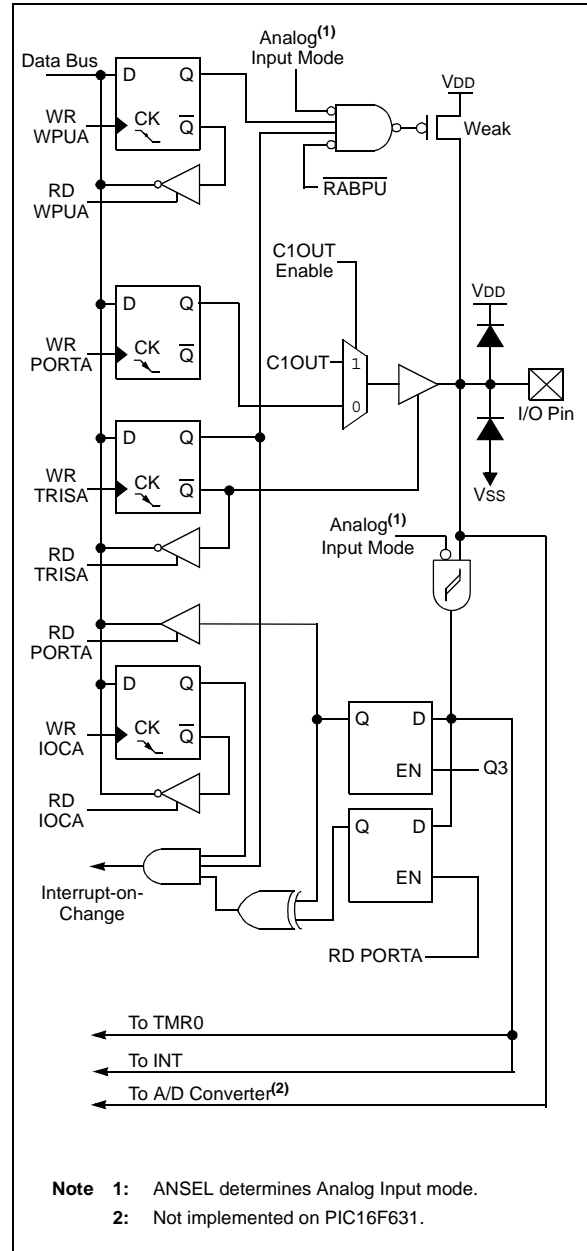 Data Bus
Analog(1)
Input Mode
VDD
D Q
WR
WPUA
CK Q
Weak
RD
WPUA
RABPU
C1OUT
Enable
VDD
D Q
WR
PORTA
CK Q
C1OUT
1
0
I/O Pin
D Q
WR
TRISA
CK Q
VSS
Analog(1)
Input Mode
RD
TRISA
RD
PORTA
D Q
Q D
WR
IOCA
CK Q
EN
Q3
RD
IOCA
Q D
EN
Interrupt-on-
Change
RD PORTA
To TMR0
To INT
To A/D Converter(2)
Note 1: ANSEL determines Analog Input mode.
2: Not implemented on PIC16F631.